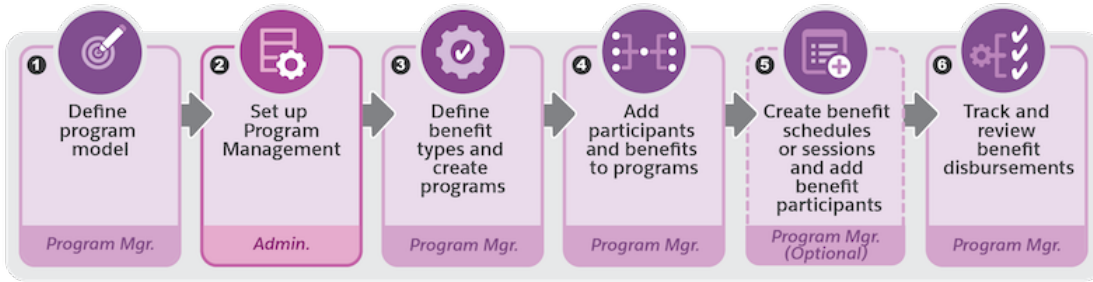 1
Define
program
model
Program Mgr.
2
Set up
Program
Management
Admin.
3
Define
benefit
types and
create
programs
Program Mgr.
4
Add
participants
and benefits
to programs
Program Mgr.
5
Create benefit
schedules
or sessions
and add
benefit
participants
Program Mgr.
(Optional)
6
Track and
review
benefit
disbursements
Program Mgr.